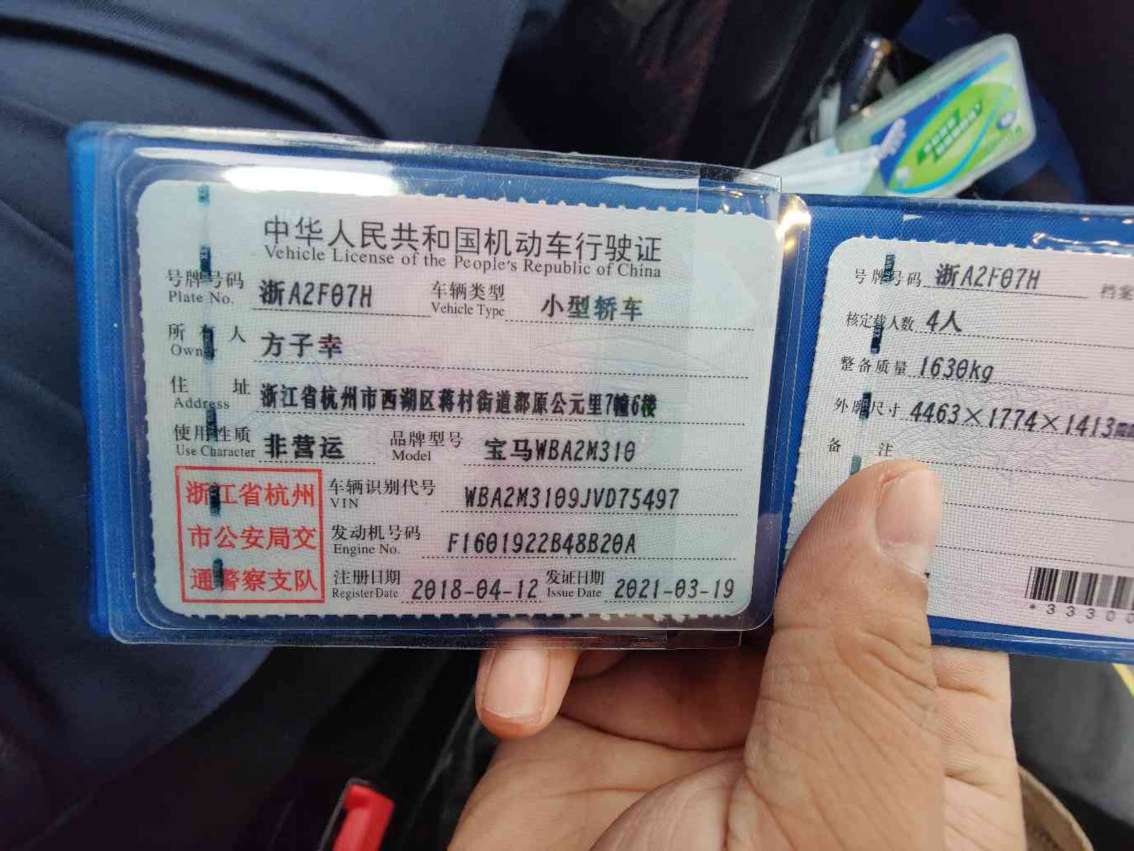 中华人民共和国机动车行驶证
Vehicle License of the People's Republic of China
号牌号码 浙A2F07H 车辆类型 小型轿车
Plate No. Vehicle Type
所有人 方子幸
Owner
住址 浙江省杭州市西湖区蒋村街道郡原公元里7幢6楼
Address
使用性质 非营运 品牌型号 宝马WBA2M310
Use Character Model
浙江省杭州
市公安局交
通警察支队
车辆识别代号 WBA2M3109JVD75497
VIN
发动机号码 F1601922B48B20A
Engine No.
注册日期 2018-04-12 发证日期 2021-03-19
Register Date Issue Date
号牌号码 浙A2F07H 档案
核定载人数 4人
整备质量 1630kg
外廓尺寸 4463×1774×1413
备注
*3330